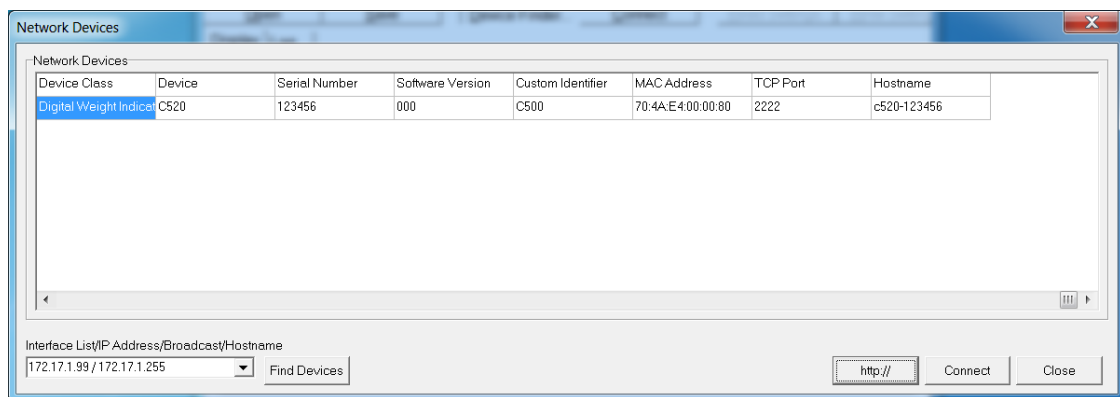 Network Devices
Network Devices
Device Class Device Serial Number Software Version Custom Identifier MAC Address TCP Port Hostname
Digital Weight Indicat C520 123456 000 C500 70:4A:E4:00:00:80 2222 c520-123456
Interface List/IP Address/Broadcast/Hostname
172.17.1.99 / 172.17.1.255 Find Devices http:// Connect Close